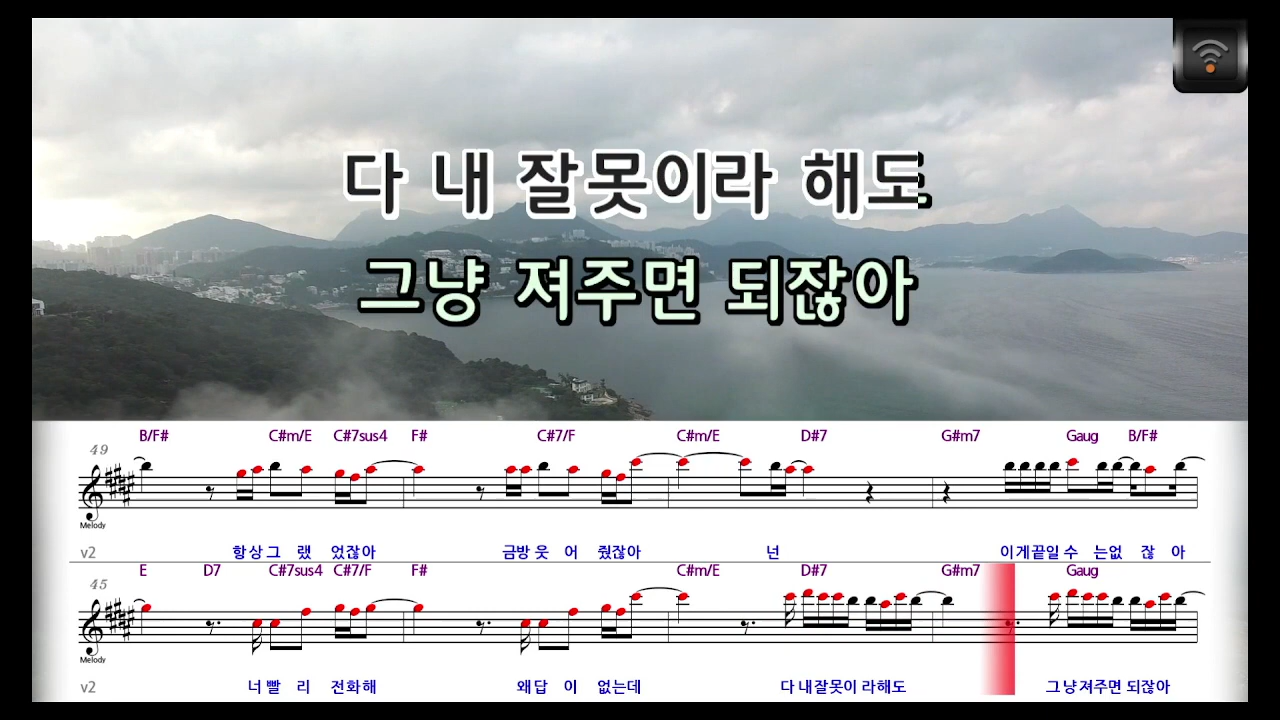 다 내 잘못이라 해도
그냥 져주면 되잖아
B/F# C#m/E C#7sus4 F# C#7/F C#m/E D#7 G#m7 Gaug B/F#
49
Melody
v2 항상그 랬 었잖아 금방 웃 어 줬잖아 넌 이게끝일 수 는없 잖 아
E D7 C#7sus4 C#7/F F# C#m/E D#7 G#m7 Gaug
45
Melody
v2 너 빨 리 전화해 왜답 이 없는데 다 내잘못이 라해도 그냥져주면 되잖아